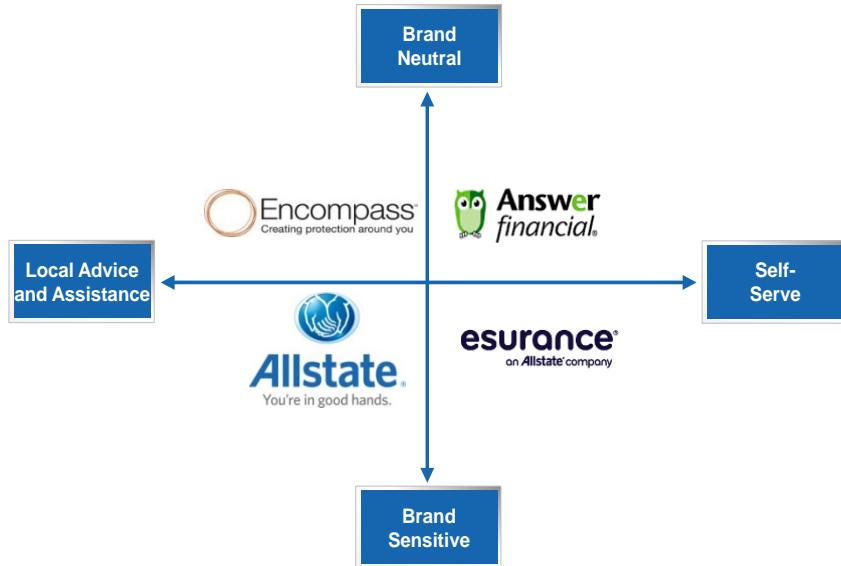 Brand
Neutral
Encompass™
Creating protection around you
Answer
financial®
Local Advice
and Assistance
Self-
Serve
Allstate®
You're in good hands.
esurance®
an Allstate® company
Brand
Sensitive